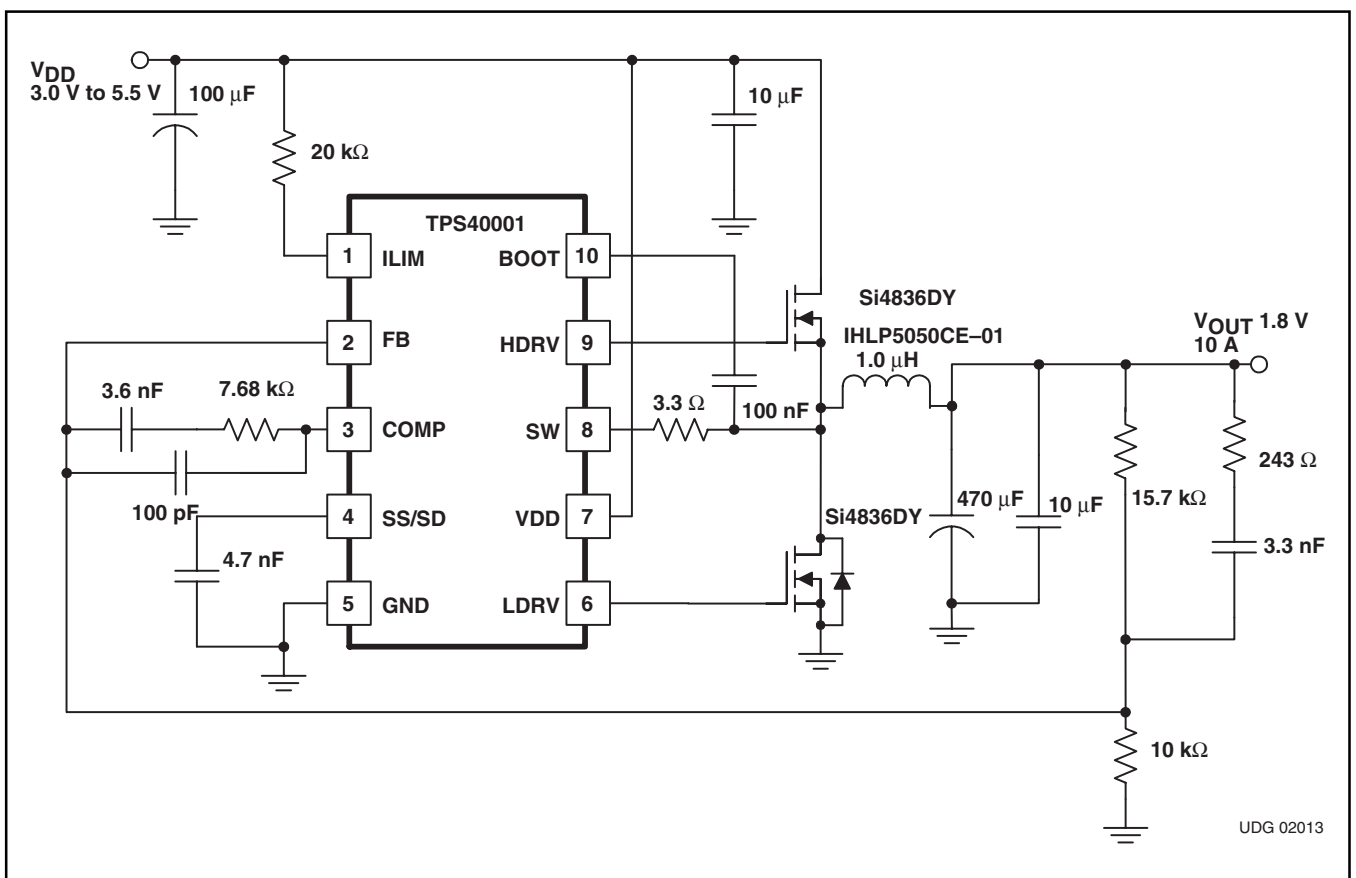 VDD
3.0 V to 5.5 V
100 μF
20 kΩ
10 μF
TPS40001
1
ILIM
BOOT
10
2
FB
HDRV
9
3
COMP
SW
8
4
SS/SD
VDD
7
5
GND
LDRV
6
3.6 nF
7.68 kΩ
100 pF
4.7 nF
3.3 Ω
100 nF
Si4836DY
IHLP5050CE–01
1.0 μH
VOUT 1.8 V
10 A
Si4836DY
470 μF
10 μF
15.7 kΩ
243 Ω
3.3 nF
10 kΩ
UDG 02013